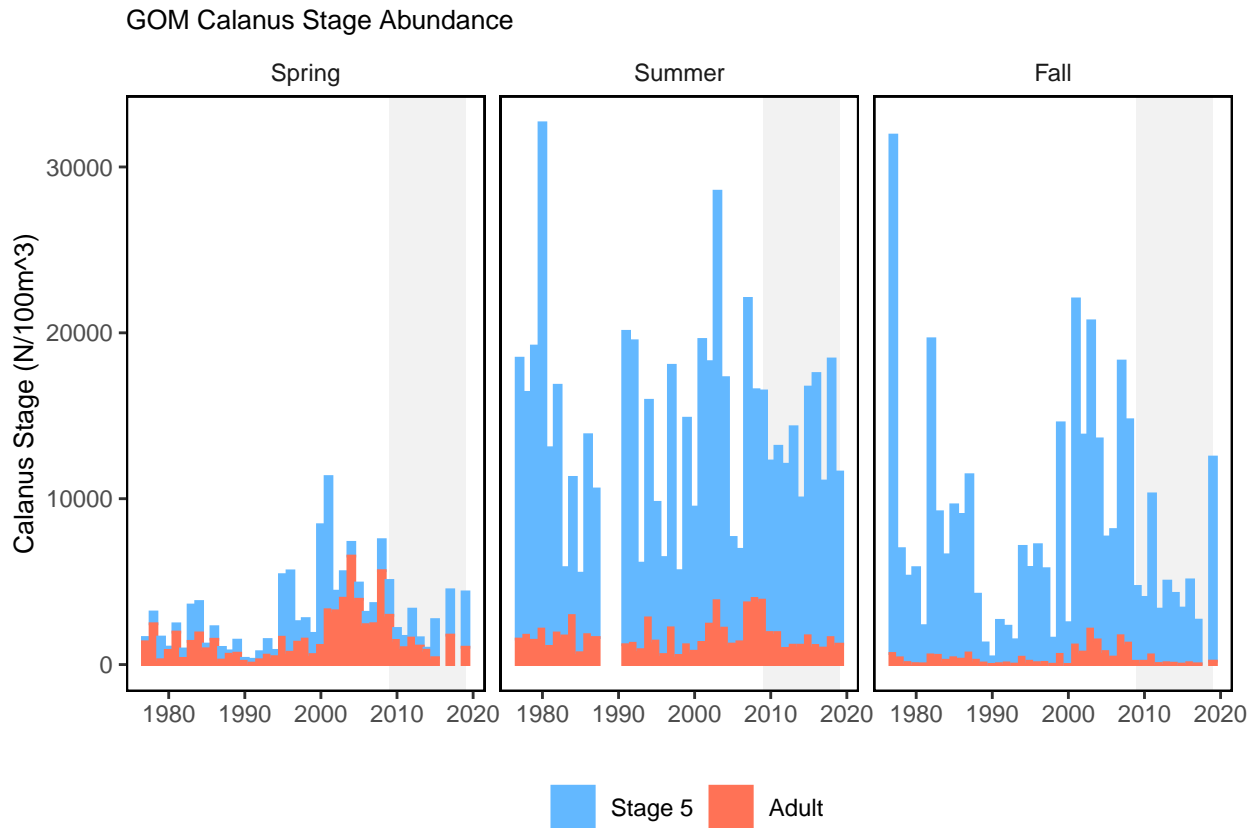 GOM Calanus Stage Abundance
Spring Summer Fall
Calanus Stage (N/100m^3)
30000
20000
10000
0
1980 1990 2000 2010 2020 1980 1990 2000 2010 2020 1980 1990 2000 2010 2020
Stage 5 Adult